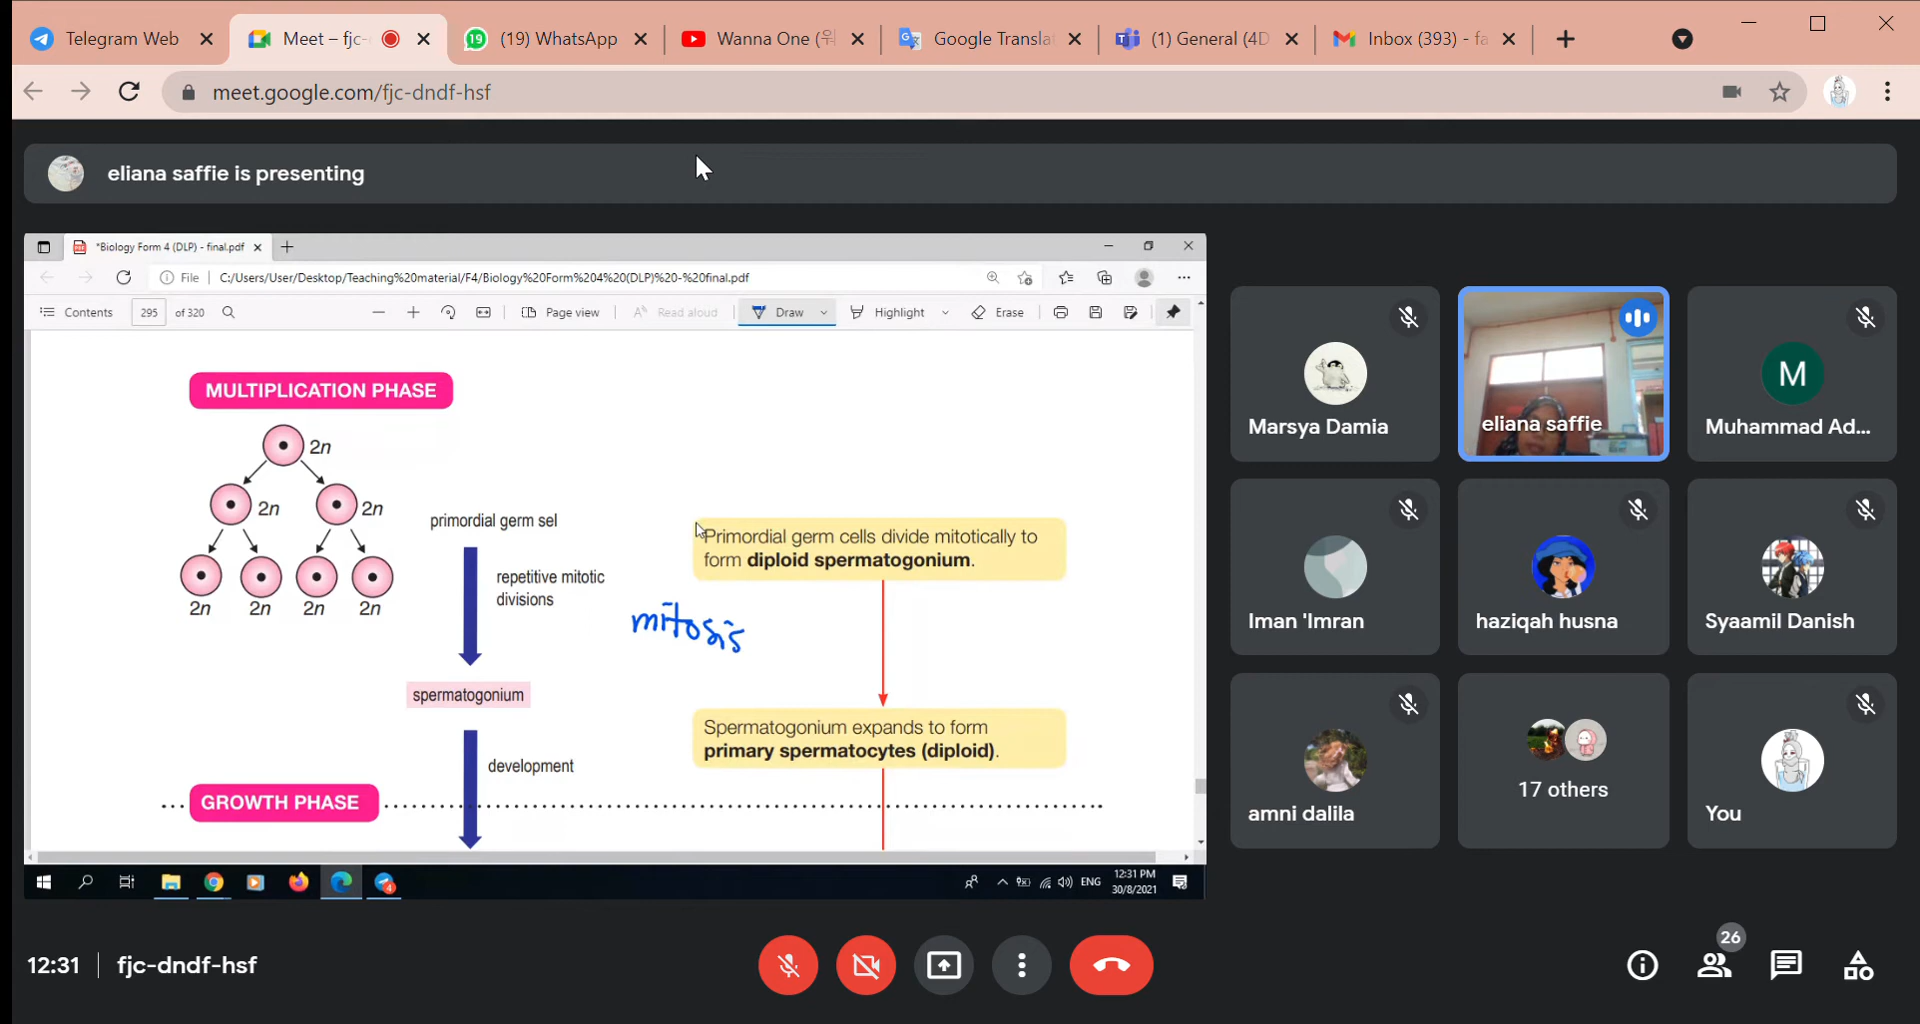 Telegram Web
Meet – fjc-
(19) WhatsApp
Wanna One (워
Google Transla
(1) General (4D
Inbox (393) - fa
meet.google.com/fjc-dndf-hsf
eliana saffie is presenting
*Biology Form 4 (DLP) - final.pdf
File
C:/Users/User/Desktop/Teaching%20material/F4/Biology%20Form%204%20(DLP)%20-%20final.pdf
Contents
295
of 320
Page view
Read aloud
Draw
Highlight
Erase
MULTIPLICATION PHASE
2n
2n
2n
2n
2n
2n
2n
primordial germ sel
repetitive mitotic
divisions
mitosis
spermatogonium
development
GROWTH PHASE
Primordial germ cells divide mitotically to
form diploid spermatogonium.
Spermatogonium expands to form
primary spermatocytes (diploid).
4
ENG
12:31 PM
30/8/2021
Marsya Damia
eliana saffie
M
Muhammad Ad...
Iman 'Imran
haziqah husna
Syaamil Danish
amni dalila
17 others
You
12:31
fjc-dndf-hsf
26